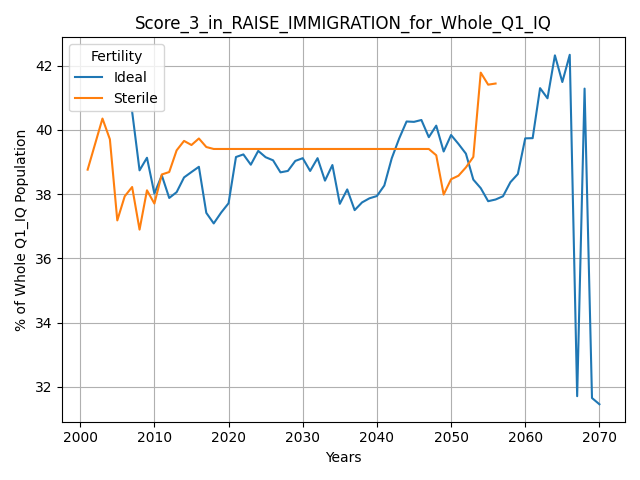 Score_3_in_RAISE_IMMIGRATION_for_Whole_Q1_IQ
Fertility
Ideal
Sterile
% of Whole Q1_IQ Population
42
40
38
36
34
32
2000 2010 2020 2030 2040 2050 2060 2070
Years